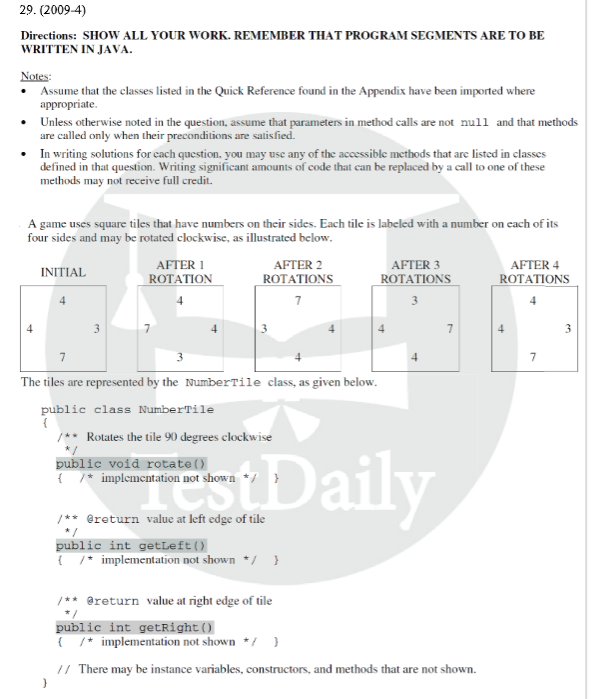 29. (2009-4)
Directions: SHOW ALL YOUR WORK. REMEMBER THAT PROGRAM SEGMENTS ARE TO BE
WRITTEN IN JAVA.
Notes:
• Assume that the classes listed in the Quick Reference found in the Appendix have been imported where
appropriate.
• Unless otherwise noted in the question, assume that parameters in method calls are not null and that methods
are called only when their preconditions are satisfied.
• In writing solutions for each question, you may use any of the accessible methods that are listed in classes
defined in that question. Writing significant amounts of code that can be replaced by a call to one of these
methods may not receive full credit.
A game uses square tiles that have numbers on their sides. Each tile is labeled with a number on each of its
four sides and may be rotated clockwise, as illustrated below.
INITIAL AFTER 1 ROTATION AFTER 2 ROTATIONS AFTER 3 ROTATIONS AFTER 4 ROTATIONS
4 4 7 3 4
4 3 7 4 3 4 4 7 4 3
7 3 4 4 7
The tiles are represented by the NumberTile class, as given below.
public class NumberTile
{
/** Rotates the tile 90 degrees clockwise
*/
public void rotate()
{ /* implementation not shown */ }
/** @return value at left edge of tile
*/
public int getLeft()
{ /* implementation not shown */ }
/** @return value at right edge of tile
*/
public int getRight()
{ /* implementation not shown */ }
// There may be instance variables, constructors, and methods that are not shown.
}
TestDaily